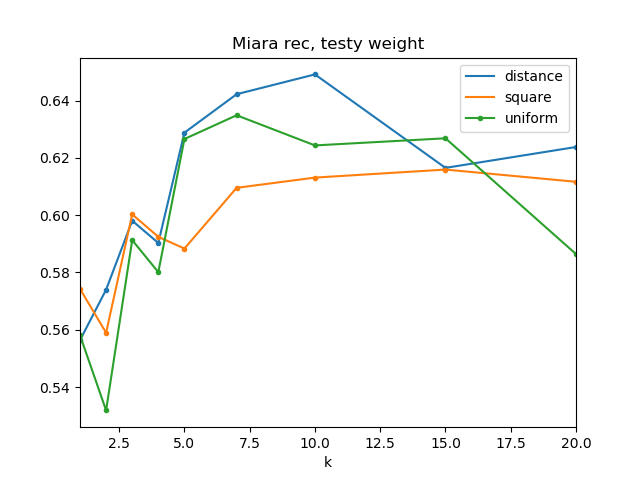 Miara rec, testy weight
distance
square
uniform
0.64
0.62
0.60
0.58
0.56
0.54
2.5 5.0 7.5 10.0 12.5 15.0 17.5 20.0
k